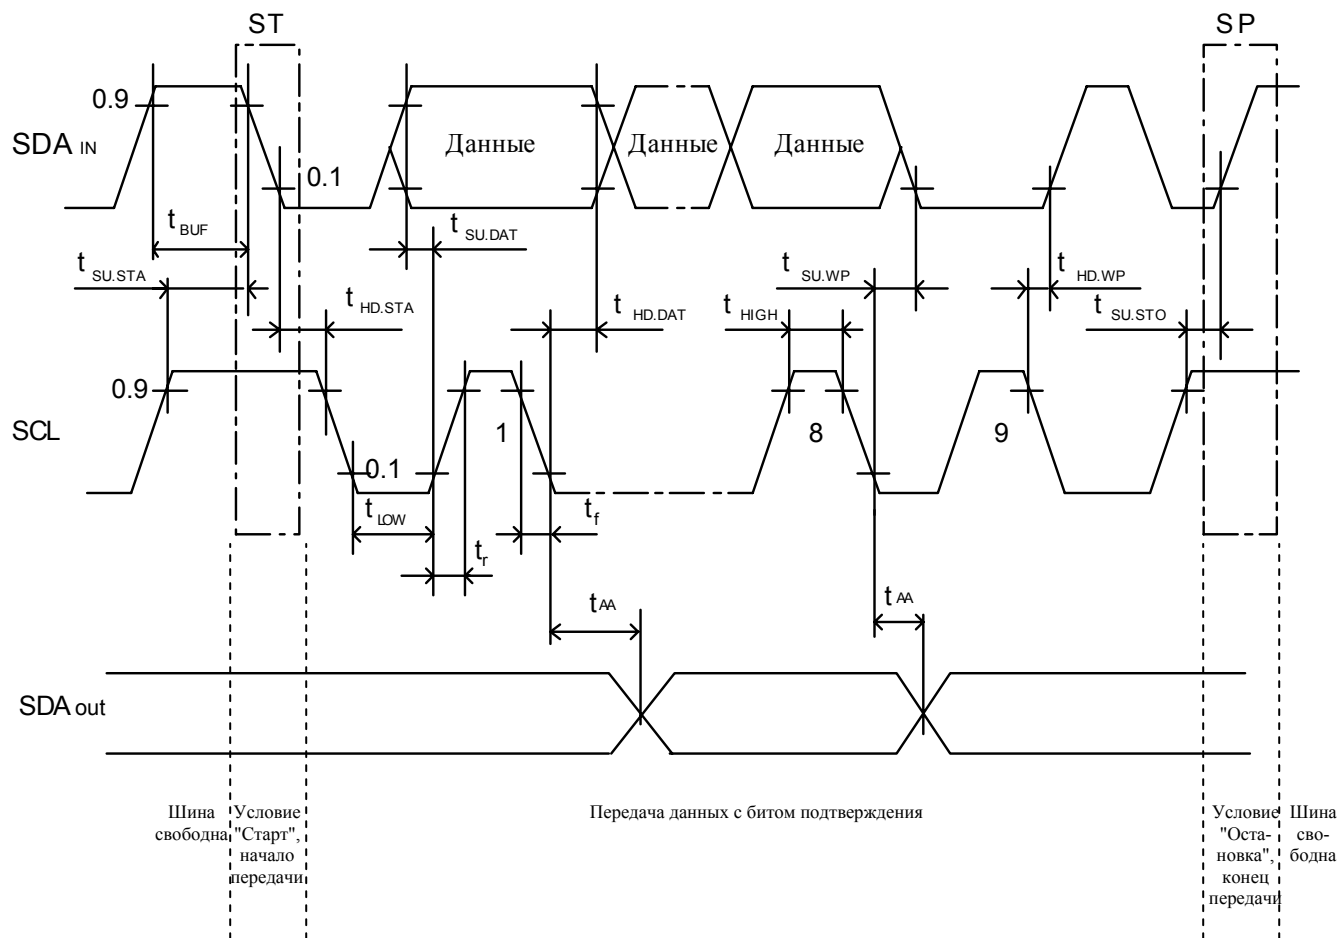 ST
SP
0.9
SDA IN
Данные
Данные
Данные
0.1
t BUF
t SU.DAT
t SU.STA
t SU.WP
t HD.WP
t HD.STA
t HD.DAT
t HIGH
t SU.STO
0.9
SCL
1
8
9
0.1
t LOW
t f
t r
t AA
t AA
SDA out
Шина
свободна
Условие
"Старт",
начало
передачи
Передача данных с битом подтверждения
Условие
"Оста-
новка",
конец
передачи
Шина
сво-
бодна